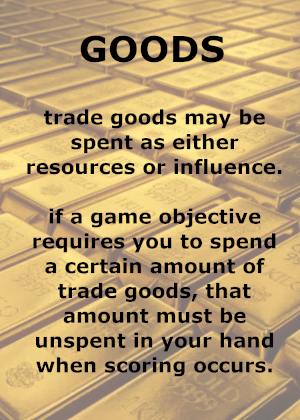 GOODS
trade goods may be
spent as either
resources or influence.
if a game objective
requires you to spend
a certain amount of
trade goods, that
amount must be
unspent in your hand
when scoring occurs.